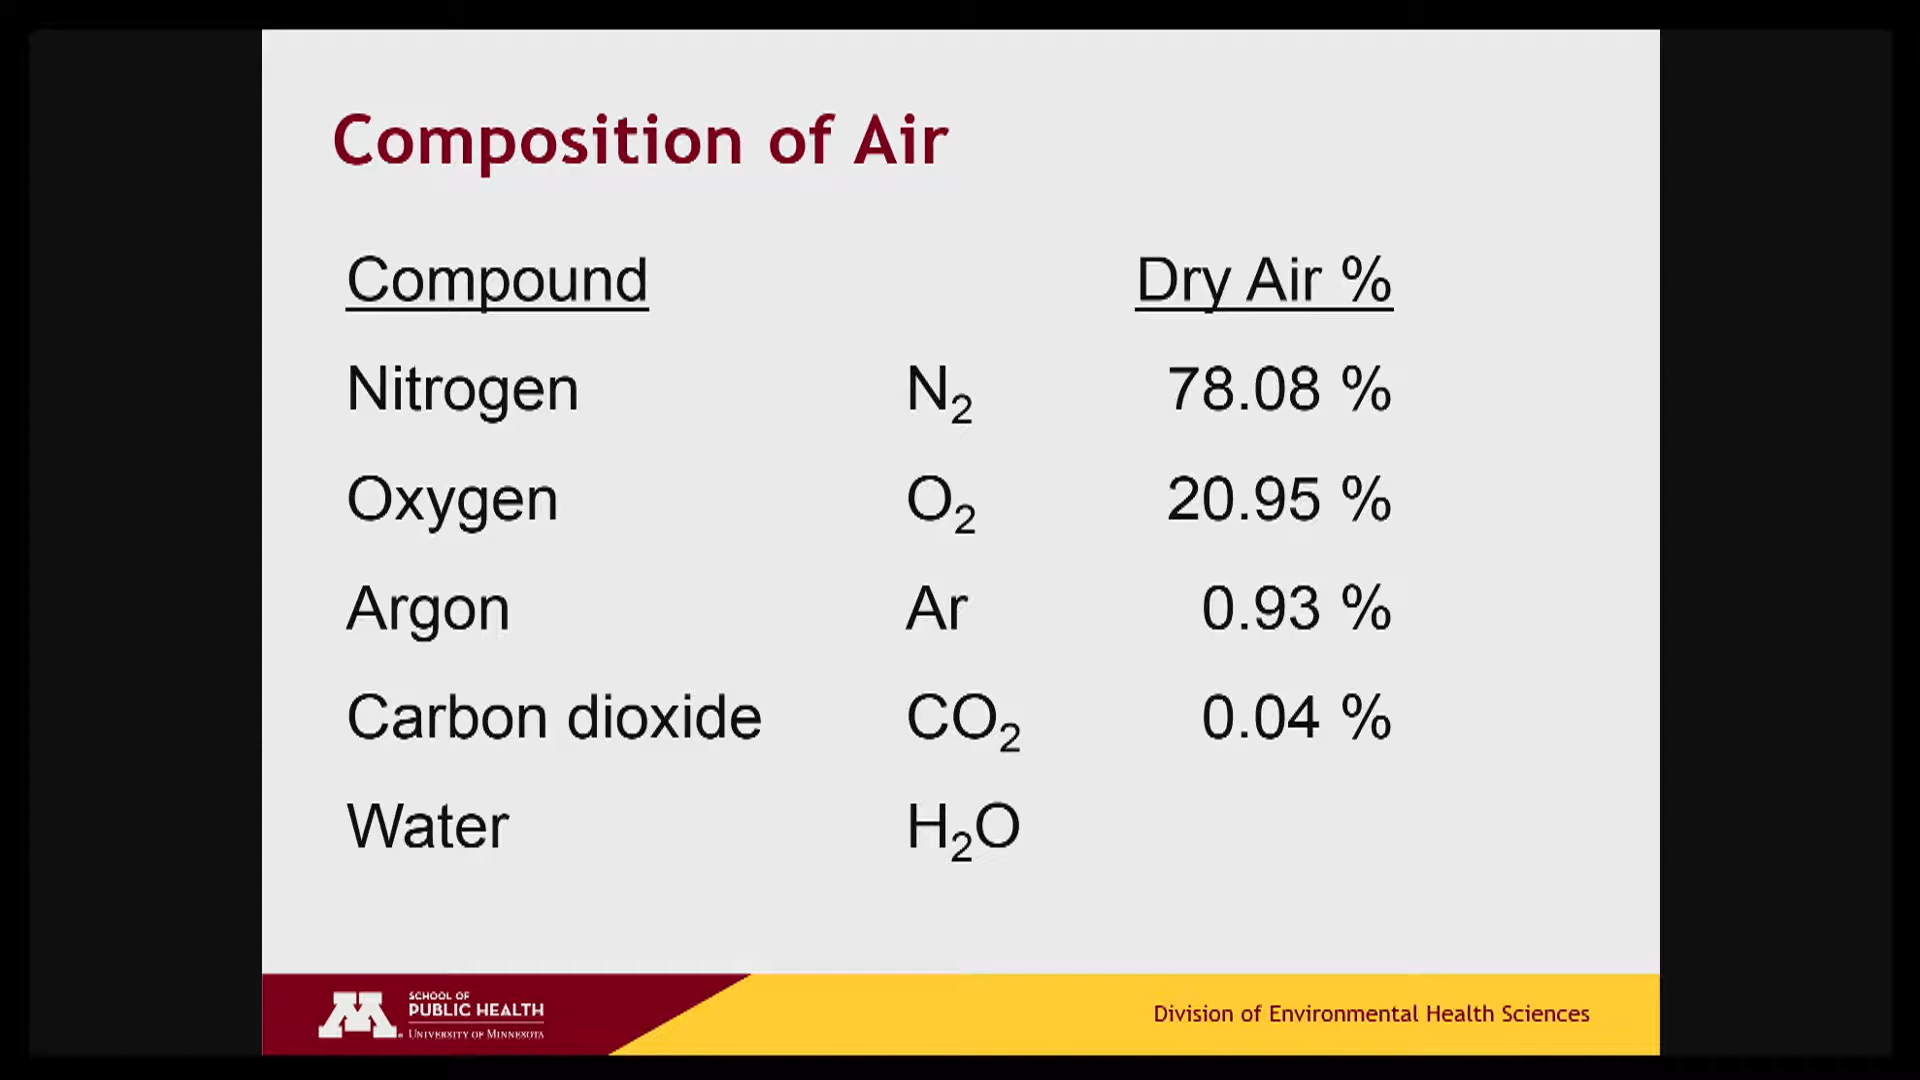 Composition of Air
Compound Dry Air %
Nitrogen N₂ 78.08 %
Oxygen O₂ 20.95 %
Argon Ar 0.93 %
Carbon dioxide CO₂ 0.04 %
Water H₂O
M
SCHOOL OF
PUBLIC HEALTH
UNIVERSITY OF MINNESOTA
Division of Environmental Health Sciences